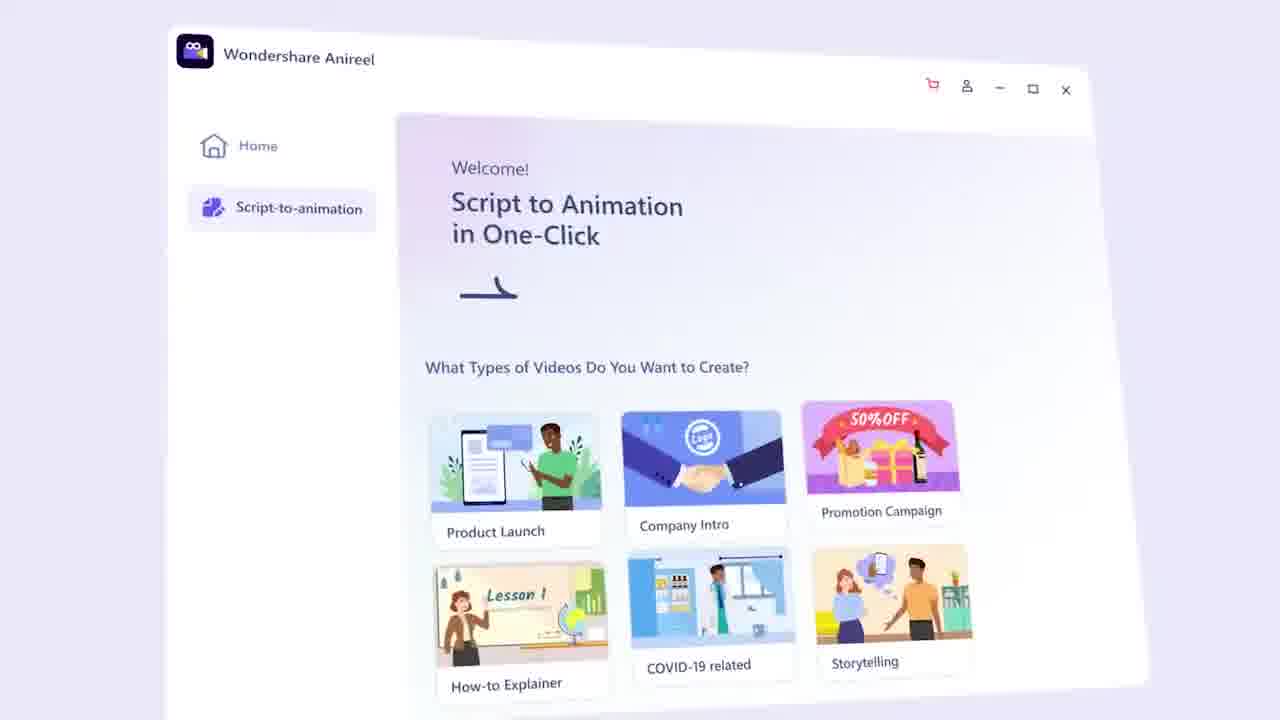 Wondershare Anireel
Home
Script-to-animation
Welcome!
Script to Animation
in One-Click
What Types of Videos Do You Want to Create?
50%OFF
Logo
Product Launch
Company Intro
Promotion Campaign
Lesson 1
How-to Explainer
COVID-19 related
Storytelling